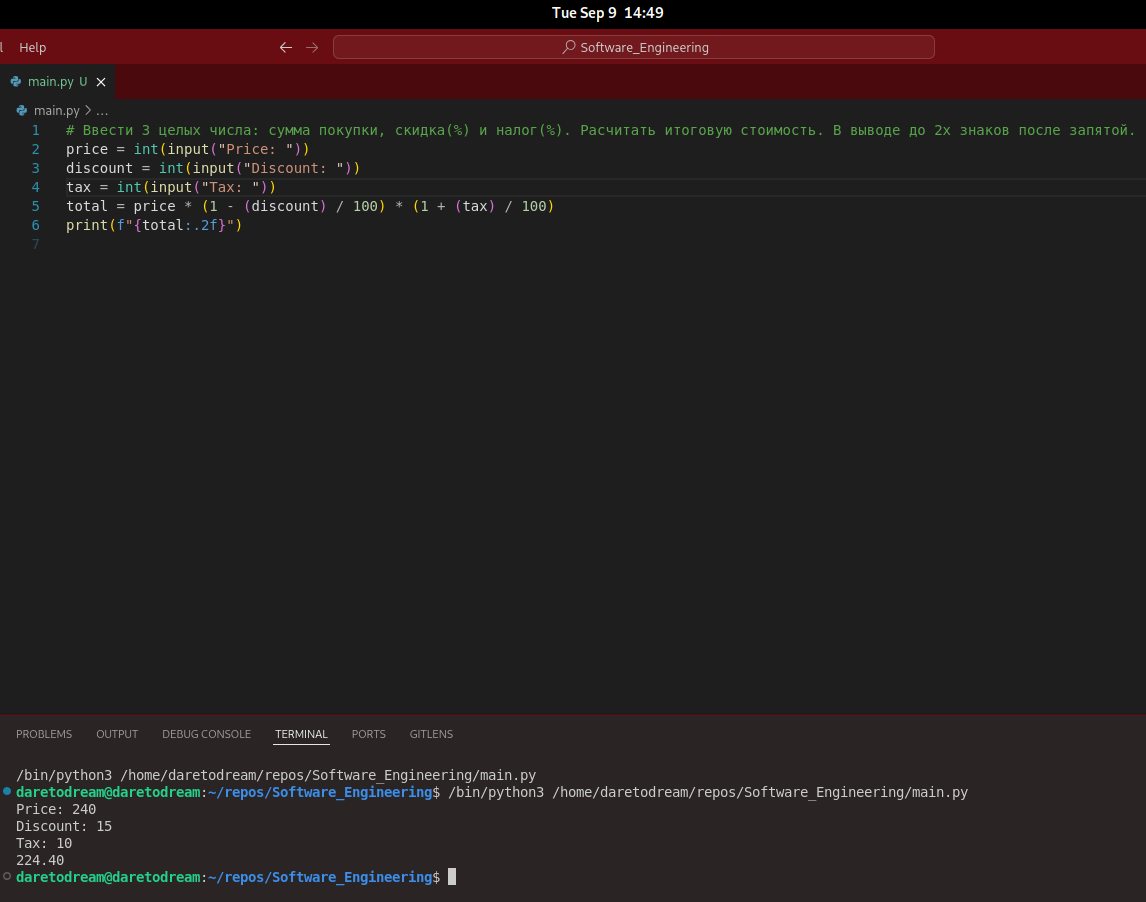 Tue Sep 9 14:49
l Help
Software_Engineering
main.py U
main.py > ...
1 # Ввести 3 целых числа: сумма покупки, скидка(%) и налог(%). Расчитать итоговую стоимость. В выводе до 2х знаков после запятой.
2 price = int(input("Price: "))
3 discount = int(input("Discount: "))
4 tax = int(input("Tax: "))
5 total = price * (1 - (discount) / 100) * (1 + (tax) / 100)
6 print(f"{total:.2f}")
7
PROBLEMS OUTPUT DEBUG CONSOLE TERMINAL PORTS GITLENS
/bin/python3 /home/daretodream/repos/Software_Engineering/main.py
daretodream@daretodream:~/repos/Software_Engineering$ /bin/python3 /home/daretodream/repos/Software_Engineering/main.py
Price: 240
Discount: 15
Tax: 10
224.40
daretodream@daretodream:~/repos/Software_Engineering$